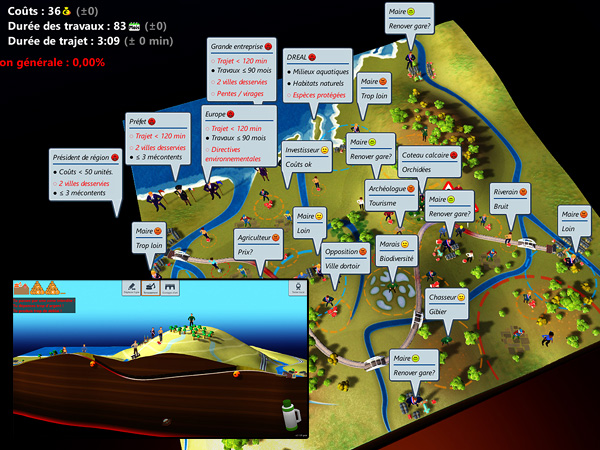 Coûts : 36 (±0)
Durée des travaux : 83 (±0)
Durée de trajet : 3:09 (± 0 min)
on générale : 0,00%
Maire
Renover gare?
Grande entreprise
Trajet < 120 min
Travaux ≤ 90 mois
2 villes desservies
Pentes / virages
DREAL
Milieux aquatiques
Habitats naturels
Espèces protégées
Maire
Trop loin
Préfet
Trajet < 120 min
2 villes desservies
≤ 3 mécontents
Europe
Trajet < 120 min
Travaux ≤ 90 mois
Directives
environnementales
Investisseur
Coûts ok
Maire
Renover gare?
Coteau calcaire
Orchidées
Président de région
Coûts < 50 unités
2 villes desservies
≤ 3 mécontents
Archéologue
Tourisme
Maire
Renover gare?
Riverain
Bruit
Maire
Loin
Maire
Loin
Maire
Trop loin
Agriculteur
Prix?
Opposition
Ville dortoir
Marais
Biodiversité
Chasseur
Gibier
Maire
Renover gare?